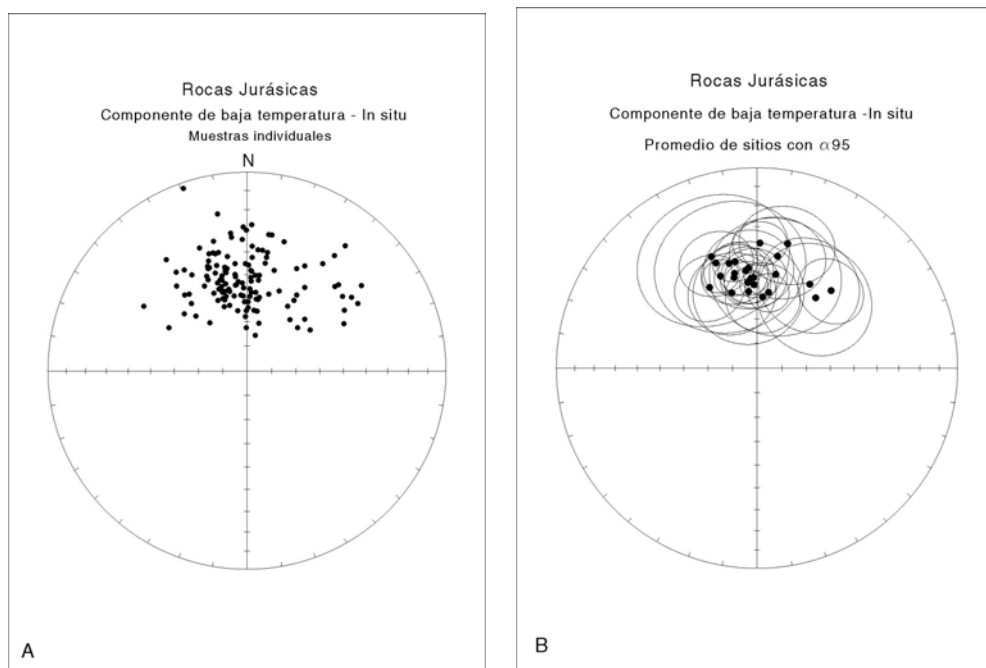 Rocas Jurásicas
Componente de baja temperatura - In situ
Muestras individuales
N
A
Rocas Jurásicas
Componente de baja temperatura -In situ
Promedio de sitios con α95
B